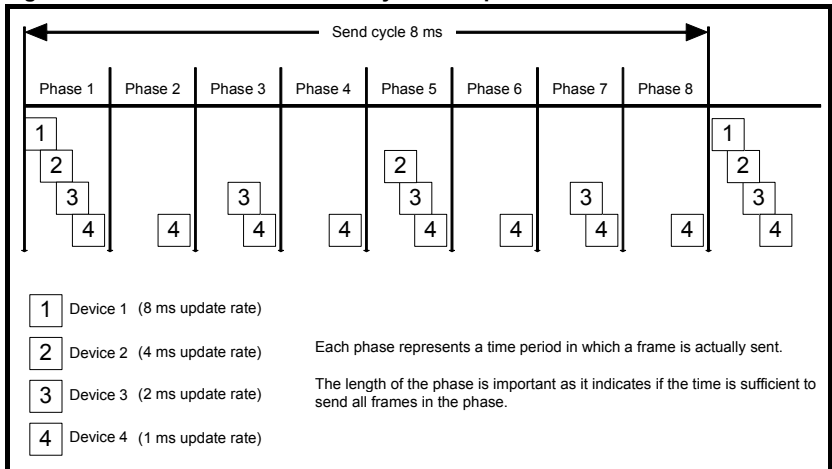 Send cycle 8 ms
Phase 1 Phase 2 Phase 3 Phase 4 Phase 5 Phase 6 Phase 7 Phase 8
1 1
2 2 2
3 3 3 3 3
4 4 4 4 4 4 4 4 4
1 Device 1 (8 ms update rate)
2 Device 2 (4 ms update rate)
3 Device 3 (2 ms update rate)
4 Device 4 (1 ms update rate)
Each phase represents a time period in which a frame is actually sent.
The length of the phase is important as it indicates if the time is sufficient to
send all frames in the phase.